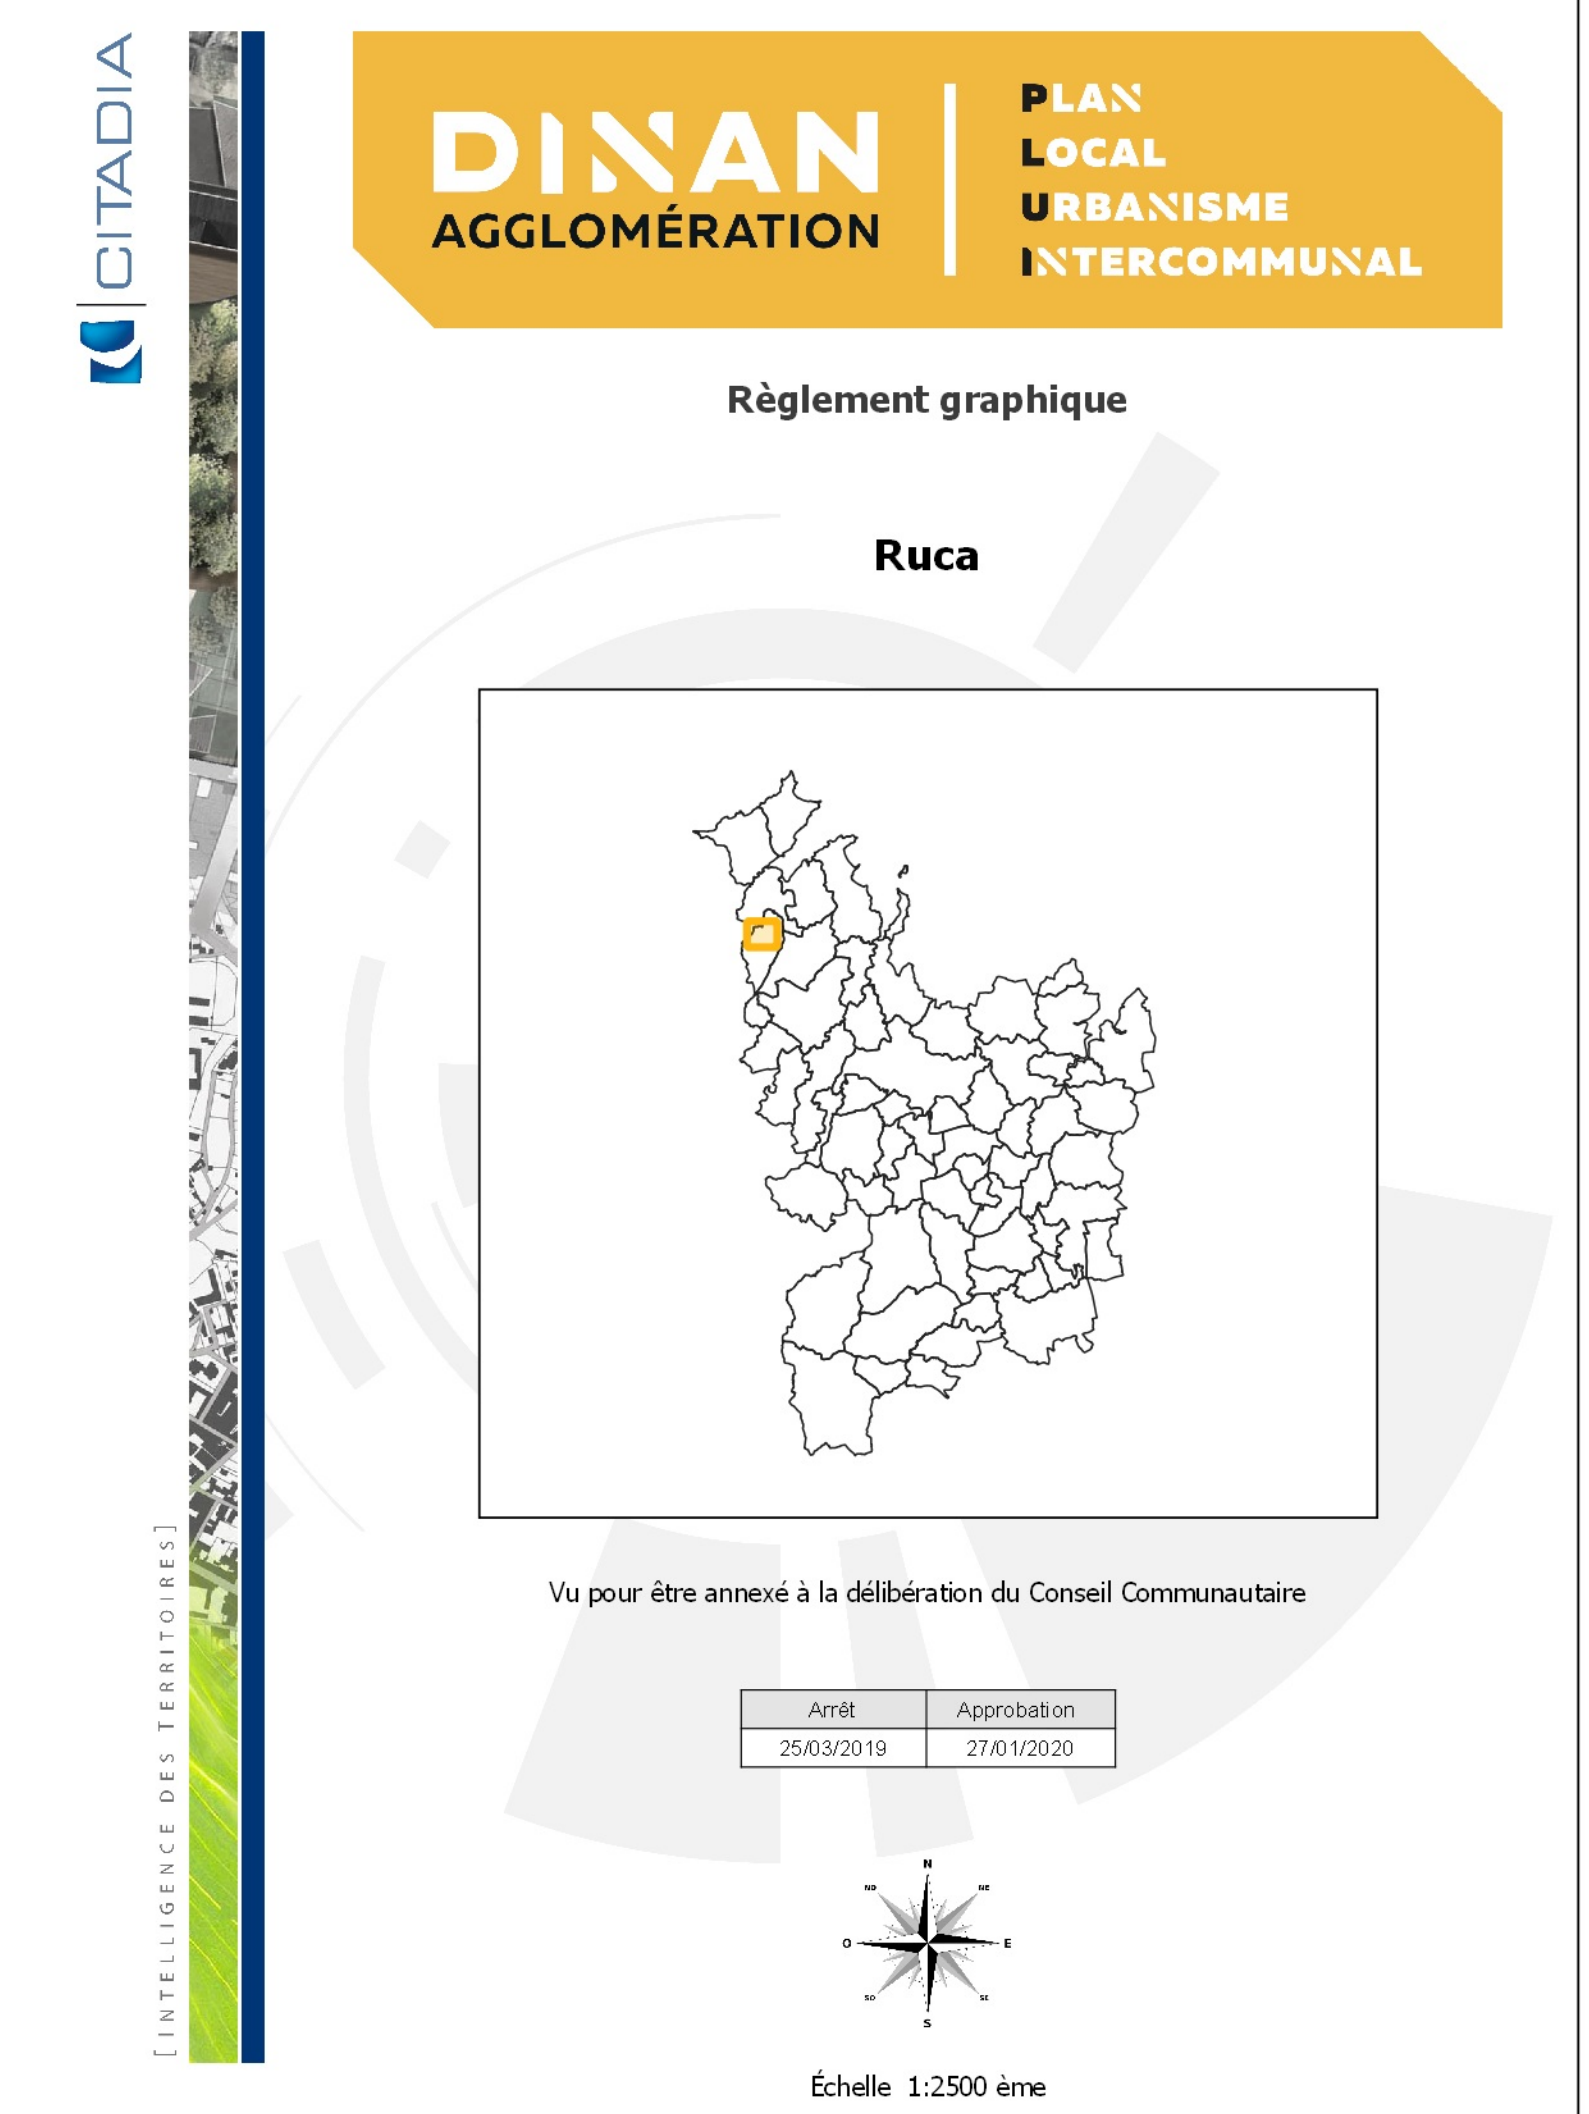 CITADIA
DINAN
AGGLOMÉRATION
PLAN
LOCAL
URBANISME
INTERCOMMUNAL
Règlement graphique
Ruca
Vu pour être annexé à la délibération du Conseil Communautaire
Arrêt Approbation
25/03/2019 27/01/2020
N
NO NE
O E
SO SE
S
Échelle 1:2500 ème
[INTELLIGENCE DES TERRITOIRES]